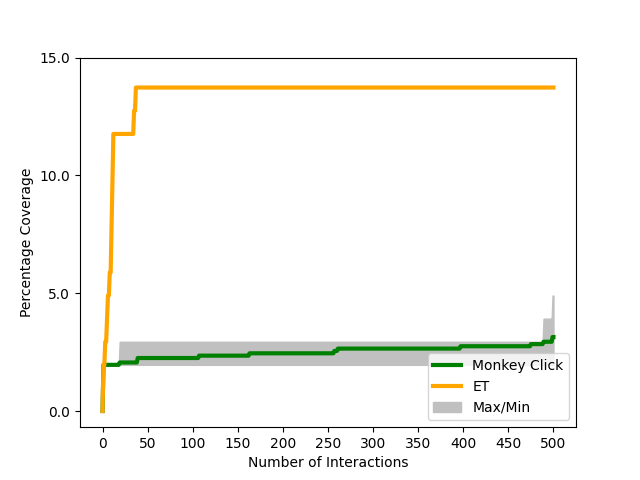 15.0
10.0
5.0
0.0
Percentage Coverage
Monkey Click
ET
Max/Min
0 50 100 150 200 250 300 350 400 450 500
Number of Interactions